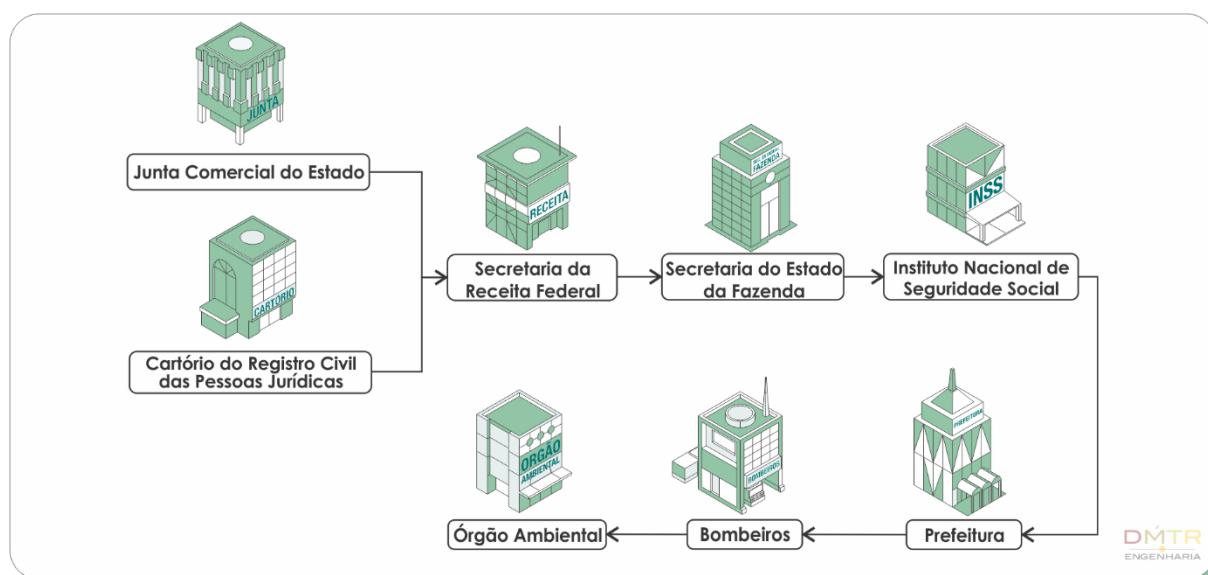 JUNTA
Junta Comercial do Estado
CARTÓRIO
Cartório do Registro Civil
das Pessoas Jurídicas
RECEITA
Secretaria da
Receita Federal
FAZENDA
Secretaria do Estado
da Fazenda
INSS
Instituto Nacional de
Seguridade Social
PREFEITURA
Prefeitura
BOMBEIROS
Bombeiros
ORGÃO
AMBIENTAL
Órgão Ambiental
DMTR
ENGENHARIA